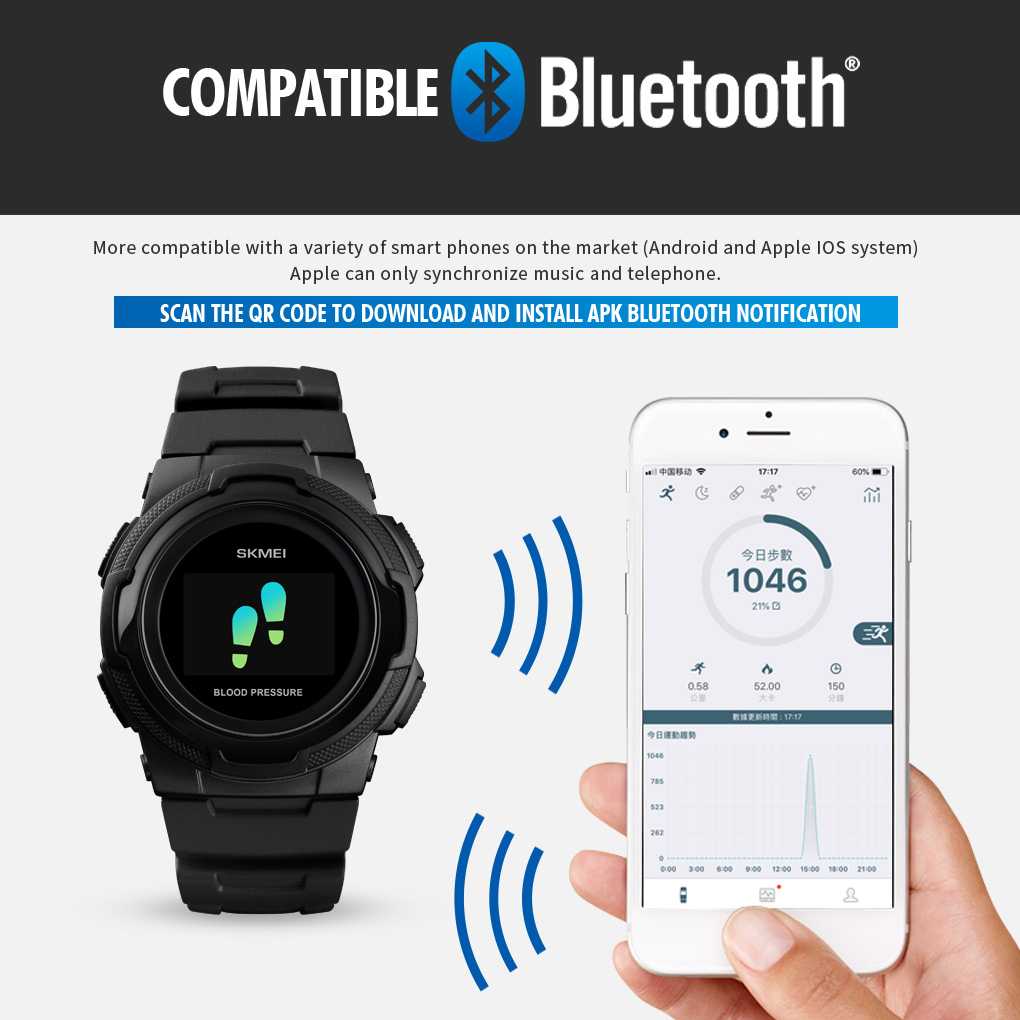 COMPATIBLE Bluetooth®
More compatible with a variety of smart phones on the market (Android and Apple IOS system)
Apple can only synchronize music and telephone.
SCAN THE QR CODE TO DOWNLOAD AND INSTALL APK BLUETOOTH NOTIFICATION
SKMEI
BLOOD PRESSURE
中国移动 17:17 60%
今日步數
1046
21%
0.58 52.00 150
公里 大卡 分鐘
數據更新時間 : 17:17
今日運動趨勢
1046
785
523
262
0
0:00 3:00 6:00 09:00 12:00 15:00 18:00 21:00